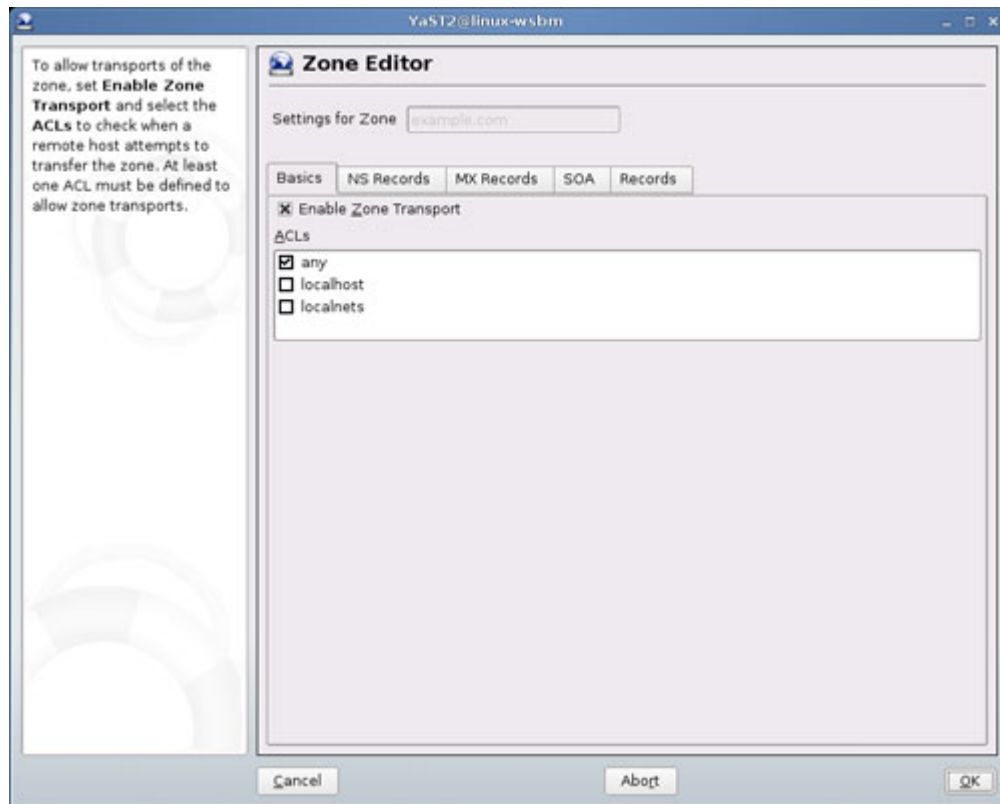 YaST2@linux-wsbm
To allow transports of the
zone, set Enable Zone
Transport and select the
ACLs to check when a
remote host attempts to
transfer the zone. At least
one ACL must be defined to
allow zone transports.
Zone Editor
Settings for Zone example.com
Basics NS Records MX Records SOA Records
Enable Zone Transport
ACLs
any
localhost
localnets
Cancel Abort OK